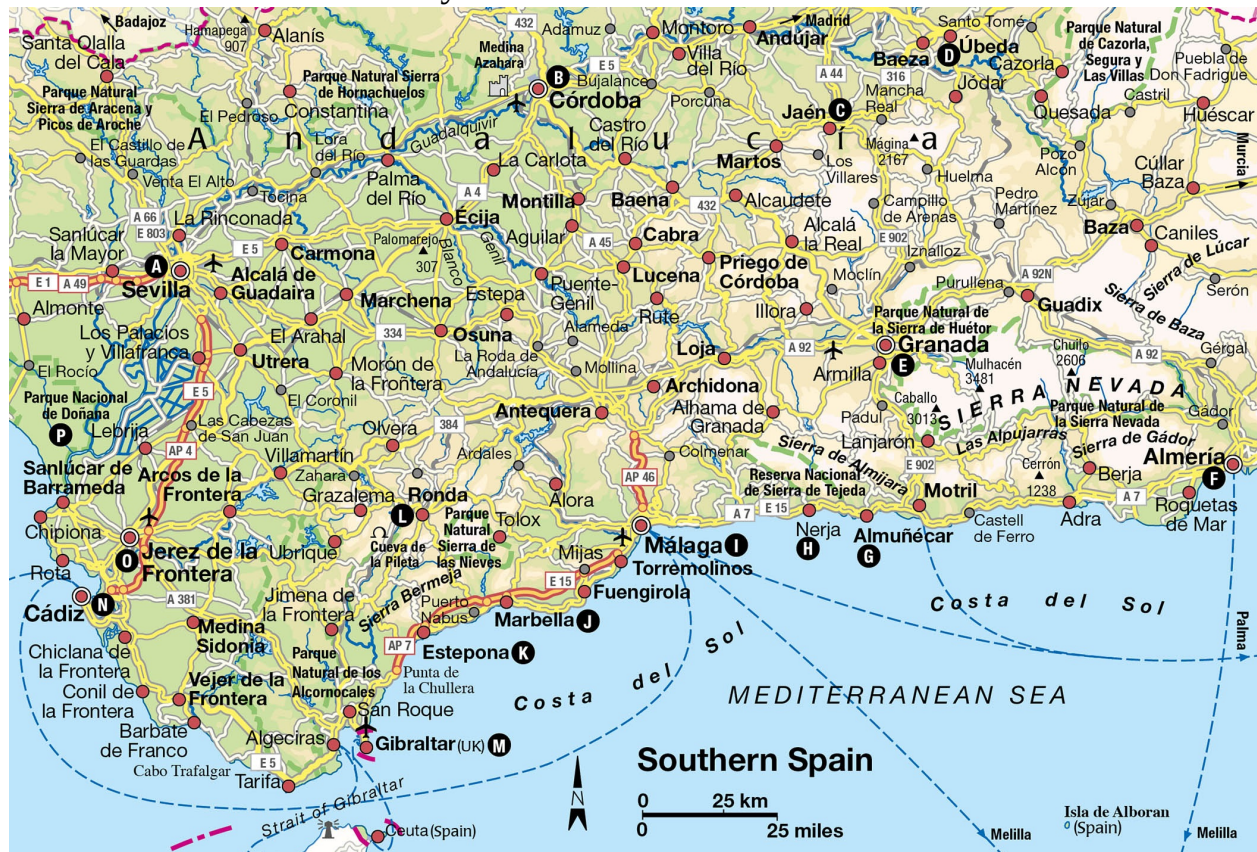 Badajoz
Hamapega
907
Alanís
432
Adamuz
Montoro
Madrid
Andújar
Santo Tomé
Parque Natural
de Cazorla,
Segura y
Las Villas
Puebla de
Don Fadrigue
Santa Olalla
del Cala
Medina
Azahara
E 5
Villa
del Río
Baeza
Úbeda
D
Cazorla
Parque Natural
Sierra de Aracena y
Picos de Aroche
Parque Natural Sierra
de Hornachuelos
B
Bujalance
Córdoba
Porcuna
A 44
316
Mancha
Real
Jódar
Quesada
Castril
Huéscar
Constantina
El Pedroso
Jaén
C
Andalucía
Guadalquivir
Castro
del Río
Lora
del Río
El Castillo de
las Guardas
La Carlota
Martos
Mágina
2167
Los
Villares
Huelma
Pozo
Alcón
Cúllar
Baza
Murcia
Venta El Alto
Tocina
Palma
del Río
A 4
Montilla
Baena
432
Alcaudete
Campillo
de Arenas
Pedro
Martínez
Zújar
A 66
E 803
La Rinconada
Écija
Aguilar
Cabra
Alcalá
la Real
E 902
Iznalloz
Baza
Caniles
Sanlúcar
la Mayor
E 5
Carmona
Palomarejo
307
Blanco
Genil
A 45
Priego de
Córdoba
Moclín
A 92N
Sierra de Lúcar
A
Sevilla
E 1
A 49
Alcalá de
Guadaira
Marchena
Estepa
Puente-
Genil
Lucena
Rute
Illora
Purullena
Guadix
Serón
Sierra de Baza
Almonte
El Arahal
334
Osuna
Alameda
Parque Natural de
la Sierra de Huétor
Los Palacios
y Villafranca
Utrera
Morón de
la Frontera
La Roda de
Andalucía
Mollina
Loja
A 92
Granada
Armilla
E
Mulhacén
3481
Chullo
2606
A 92
Gérgal
El Rocío
E 5
El Coronil
Archidona
Parque Nacional
de Doñana
P
Lebrija
Las Cabezas
de San Juan
Antequera
Alhama de
Granada
Padul
Caballo
3013
SIERRA NEVADA
Parque Natural de
la Sierra Nevada
Gádor
AP 4
Olvera
384
Villamartín
Ardales
Colmenar
Sierra de Almijara
Lanjarón
Las Alpujarras
Sierra de Gádor
Almería
F
Sanlúcar de
Barrameda
Arcos de la
Frontera
Zahara
Grazalema
Ronda
L
Álora
AP 46
Reserva Nacional
de Sierra de Tejeda
E 902
Motril
Cerrón
1238
Berja
Roquetas
de Mar
Chipiona
Parque
Natural
Sierra de
las Nieves
Tolox
A 7
E 15
Nerja
H
Almuñécar
G
Castell
de Ferro
Adra
A 7
O
Jerez de la
Frontera
Ubrique
Cueva de
la Pileta
Mijas
Málaga
I
Torremolinos
Rota
Cádiz
N
A 381
Jimena de
la Frontera
Sierra Bermeja
E 15
Fuengirola
Puerto
Nabus
Marbella
J
Costa del Sol
Medina
Sidonia
AP 7
Estepona
K
Palma
Chiclana de
la Frontera
Parque
Natural de los
Alcornocales
Punta de
la Chullera
Costa del Sol
Conil de
la Frontera
Vejer de la
Frontera
San Roque
MEDITERRANEAN SEA
Barbate
de Franco
Algeciras
Gibraltar (UK)
M
Cabo Trafalgar
E 5
Tarifa
Southern Spain
N
0 25 km
0 25 miles
Strait of Gibraltar
Ceuta (Spain)
Isla de Alboran
(Spain)
Melilla
Melilla